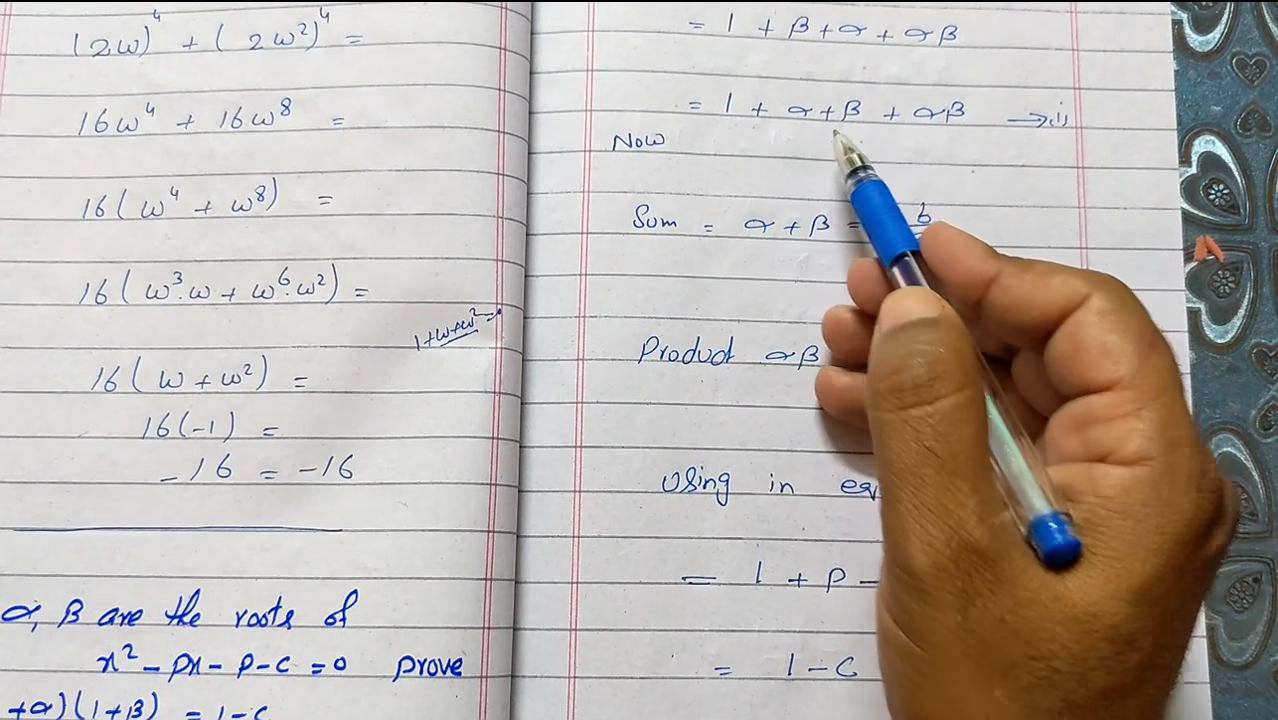 (2ω)⁴ + (2ω²)⁴ =
16ω⁴ + 16ω⁸ =
16(ω⁴ + ω⁸) =
16(ω³.ω + ω⁶.ω²) =
1+ω+ω²=
16(ω + ω²) =
16(-1) =
-16 = -16
α, β are the roots of
x² - px - p - c = 0 prove
+α)(1+β) = 1-c
= 1 + β + α + αβ
= 1 + α + β + αβ → i)
Now
Sum = α + β = b
Product αβ
Using in eq
= 1 + p -
= 1 - c